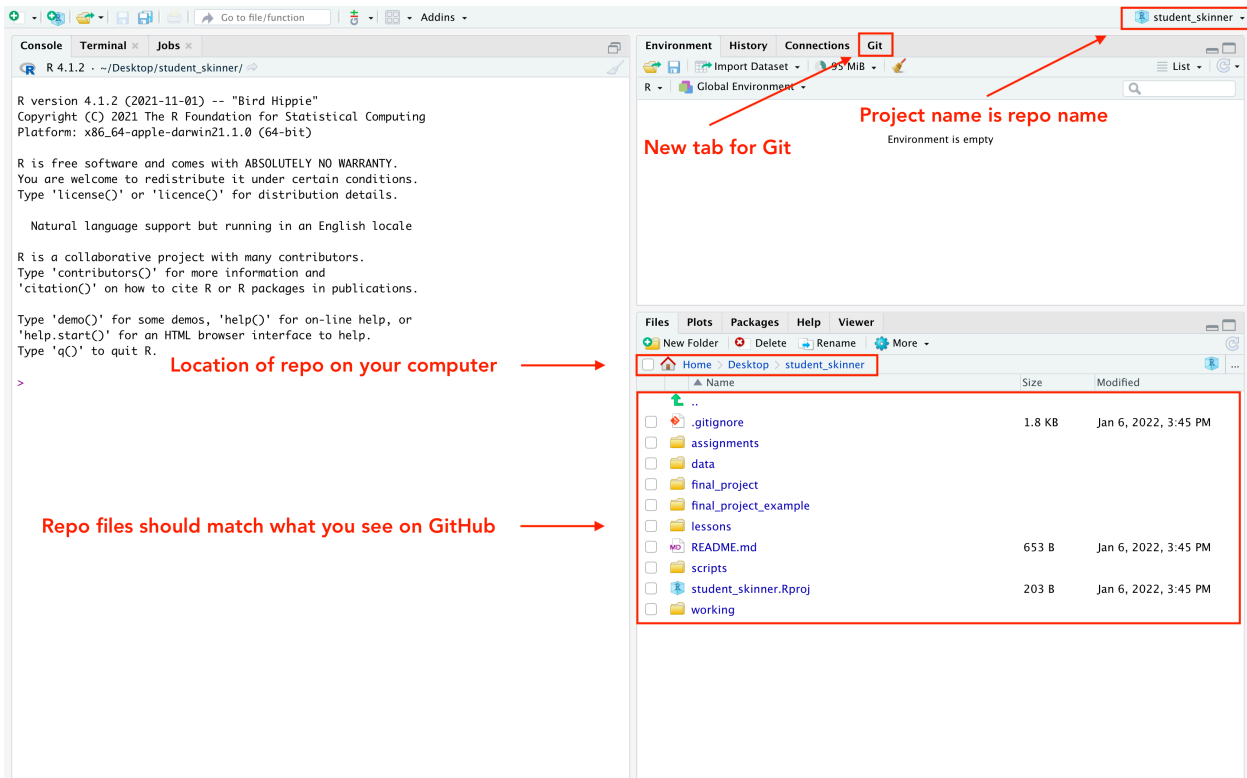 Go to file/function
Addins
student_skinner
Console Terminal Jobs
R 4.1.2 · ~/Desktop/student_skinner/
R version 4.1.2 (2021-11-01) -- "Bird Hippie"
Copyright (C) 2021 The R Foundation for Statistical Computing
Platform: x86_64-apple-darwin21.1.0 (64-bit)
R is free software and comes with ABSOLUTELY NO WARRANTY.
You are welcome to redistribute it under certain conditions.
Type 'license()' or 'licence()' for distribution details.
Natural language support but running in an English locale
R is a collaborative project with many contributors.
Type 'contributors()' for more information and
'citation()' on how to cite R or R packages in publications.
Type 'demo()' for some demos, 'help()' for on-line help, or
'help.start()' for an HTML browser interface to help.
Type 'q()' to quit R.
>
Location of repo on your computer
Repo files should match what you see on GitHub
Environment History Connections Git
Import Dataset 95 MiB List
R Global Environment
Project name is repo name
New tab for Git
Environment is empty
Files Plots Packages Help Viewer
New Folder Delete Rename More
Home > Desktop > student_skinner ...
Name Size Modified
..
.gitignore 1.8 KB Jan 6, 2022, 3:45 PM
assignments
data
final_project
final_project_example
lessons
README.md 653 B Jan 6, 2022, 3:45 PM
scripts
student_skinner.Rproj 203 B Jan 6, 2022, 3:45 PM
working